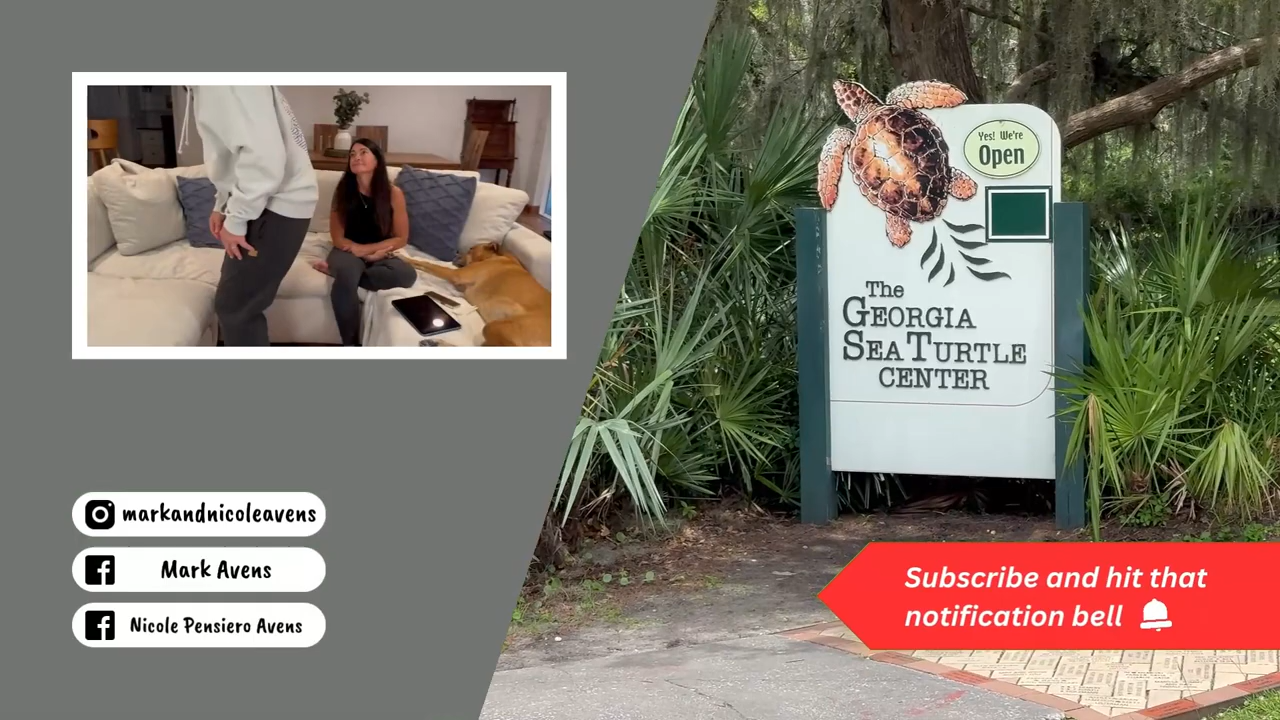 Yes! We're
Open
The
GEORGIA
SEA TURTLE
CENTER
markandnicoleavens
Mark Avens
Nicole Pensiero Avens
Subscribe and hit that
notification bell